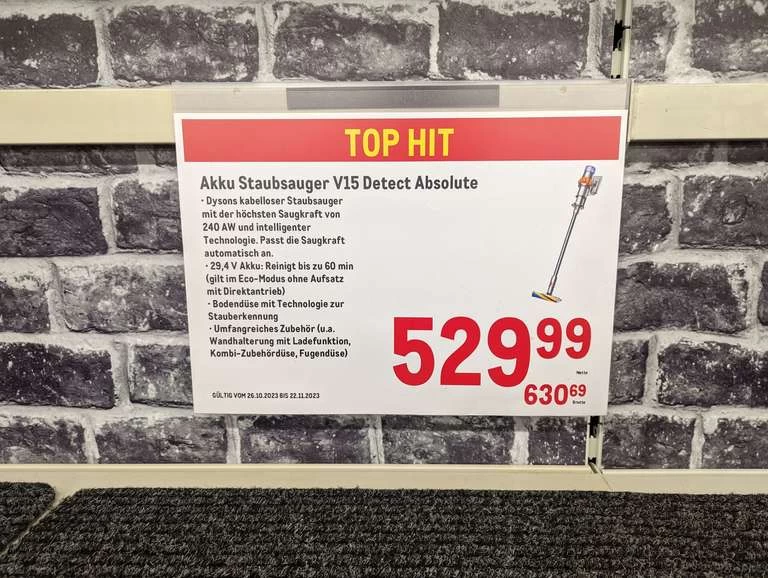 TOP HIT
Akku Staubsauger V15 Detect Absolute
• Dysons kabelloser Staubsauger
mit der höchsten Saugkraft von
240 AW und intelligenter
Technologie. Passt die Saugkraft
automatisch an.
• 29,4 V Akku: Reinigt bis zu 60 min
(gilt im Eco-Modus ohne Aufsatz
mit Direktantrieb)
• Bodendüse mit Technologie zur
Stauberkennung
• Umfangreiches Zubehör (u.a.
Wandhalterung mit Ladefunktion,
Kombi-Zubehördüse, Fugendüse)
529 99
Netto
630 69
Brutto
GÜLTIG VOM 26.10.2023 BIS 22.11.2023